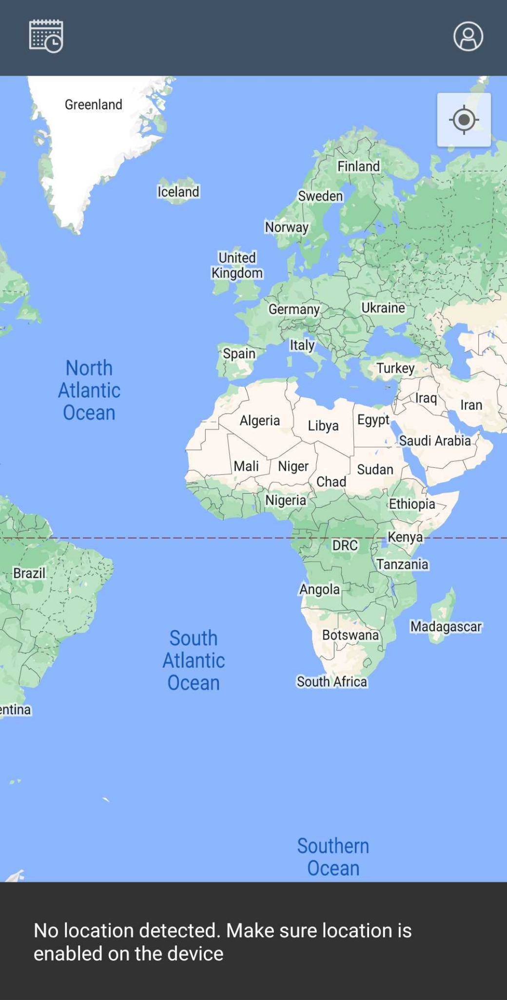 Greenland
Finland
Iceland
Sweden
Norway
United
Kingdom
Germany
Ukraine
Italy
Spain
North
Atlantic
Ocean
Turkey
Iraq
Iran
Algeria
Libya
Egypt
Saudi Arabia
Mali
Niger
Sudan
Chad
Nigeria
Ethiopia
Kenya
DRC
Tanzania
Brazil
Angola
Madagascar
Botswana
South
Atlantic
Ocean
South Africa
entina
Southern
Ocean
No location detected. Make sure location is
enabled on the device